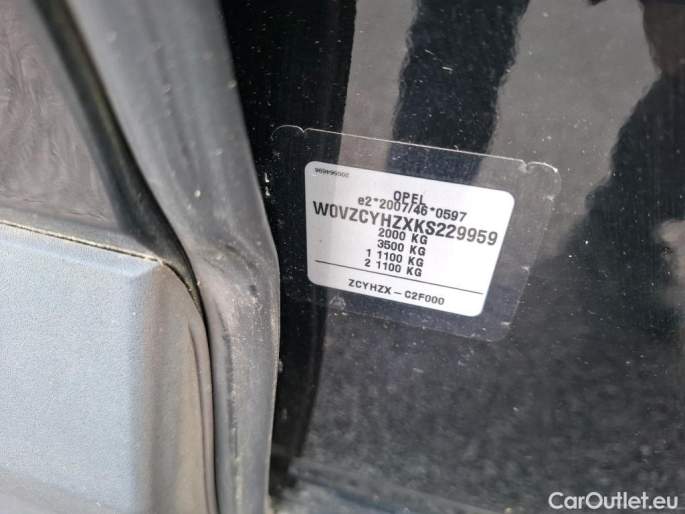 OPEL
e2*2007/46*0597
W0VZCYHZXKS229959
2000 KG
3500 KG
1 1100 KG
2 1100 KG
ZCYHZX – C2F000
CarOutlet.eu